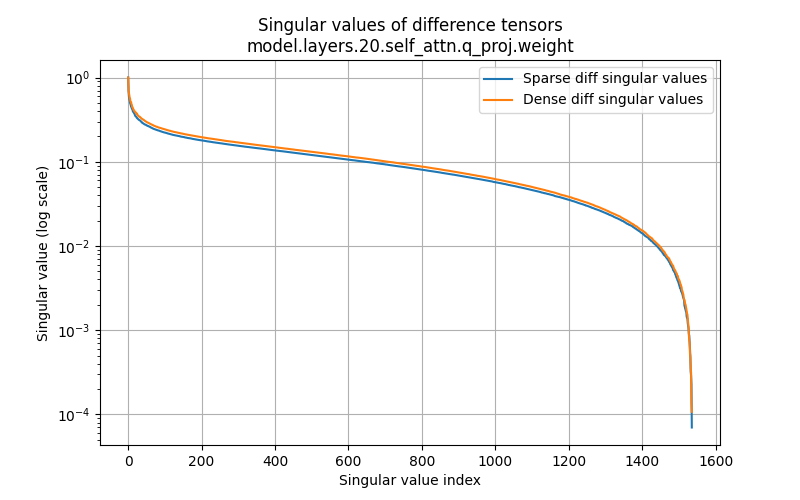 Singular values of difference tensors
model.layers.20.self_attn.q_proj.weight
Sparse diff singular values
Dense diff singular values
Singular value (log scale)
10⁰
10⁻¹
10⁻²
10⁻³
10⁻⁴
0 200 400 600 800 1000 1200 1400 1600
Singular value index